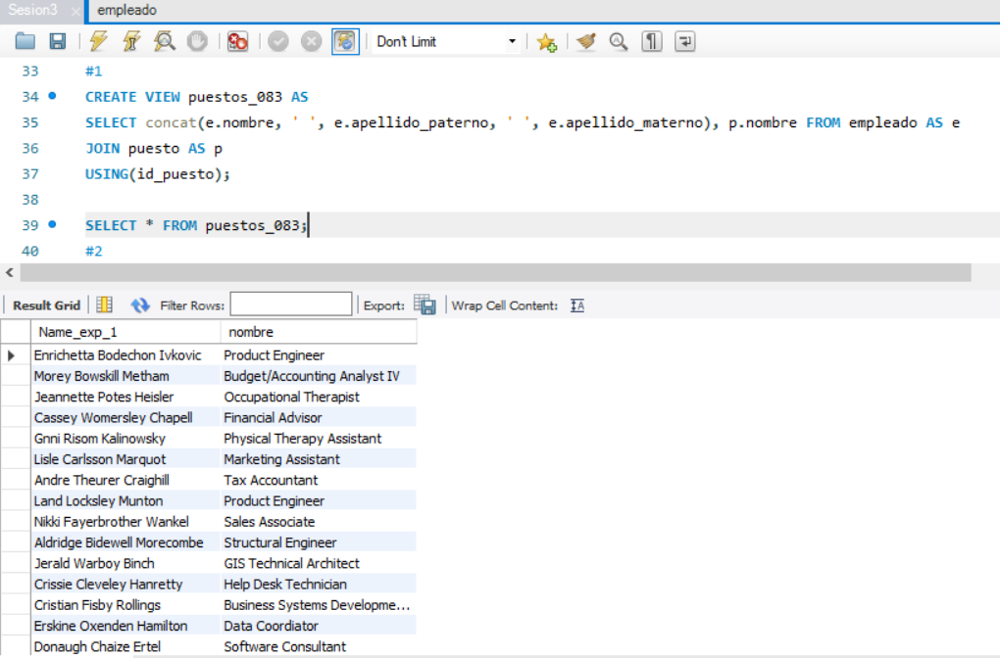 Sesion3 × empleado
Don't Limit
33 #1
34 CREATE VIEW puestos_083 AS
35 SELECT concat(e.nombre, ' ', e.apellido_paterno, ' ', e.apellido_materno), p.nombre FROM empleado AS e
36 JOIN puesto AS p
37 USING(id_puesto);
38
39 SELECT * FROM puestos_083;
40 #2
Result Grid Filter Rows: Export: Wrap Cell Content:
Name_exp_1 nombre
Enrichetta Bodechon Ivkovic Product Engineer
Morey Bowskill Metham Budget/Accounting Analyst IV
Jeannette Potes Heisler Occupational Therapist
Cassey Womersley Chapell Financial Advisor
Gnni Risom Kalinowsky Physical Therapy Assistant
Lisle Carlsson Marquot Marketing Assistant
Andre Theurer Craighill Tax Accountant
Land Locksley Munton Product Engineer
Nikki Fayerbrother Wankel Sales Associate
Aldridge Bidewell Morecombe Structural Engineer
Jerald Warboy Binch GIS Technical Architect
Crissie Cleveley Hanretty Help Desk Technician
Cristian Fisby Rollings Business Systems Developme...
Erskine Oxenden Hamilton Data Coordiator
Donaugh Chaize Ertel Software Consultant